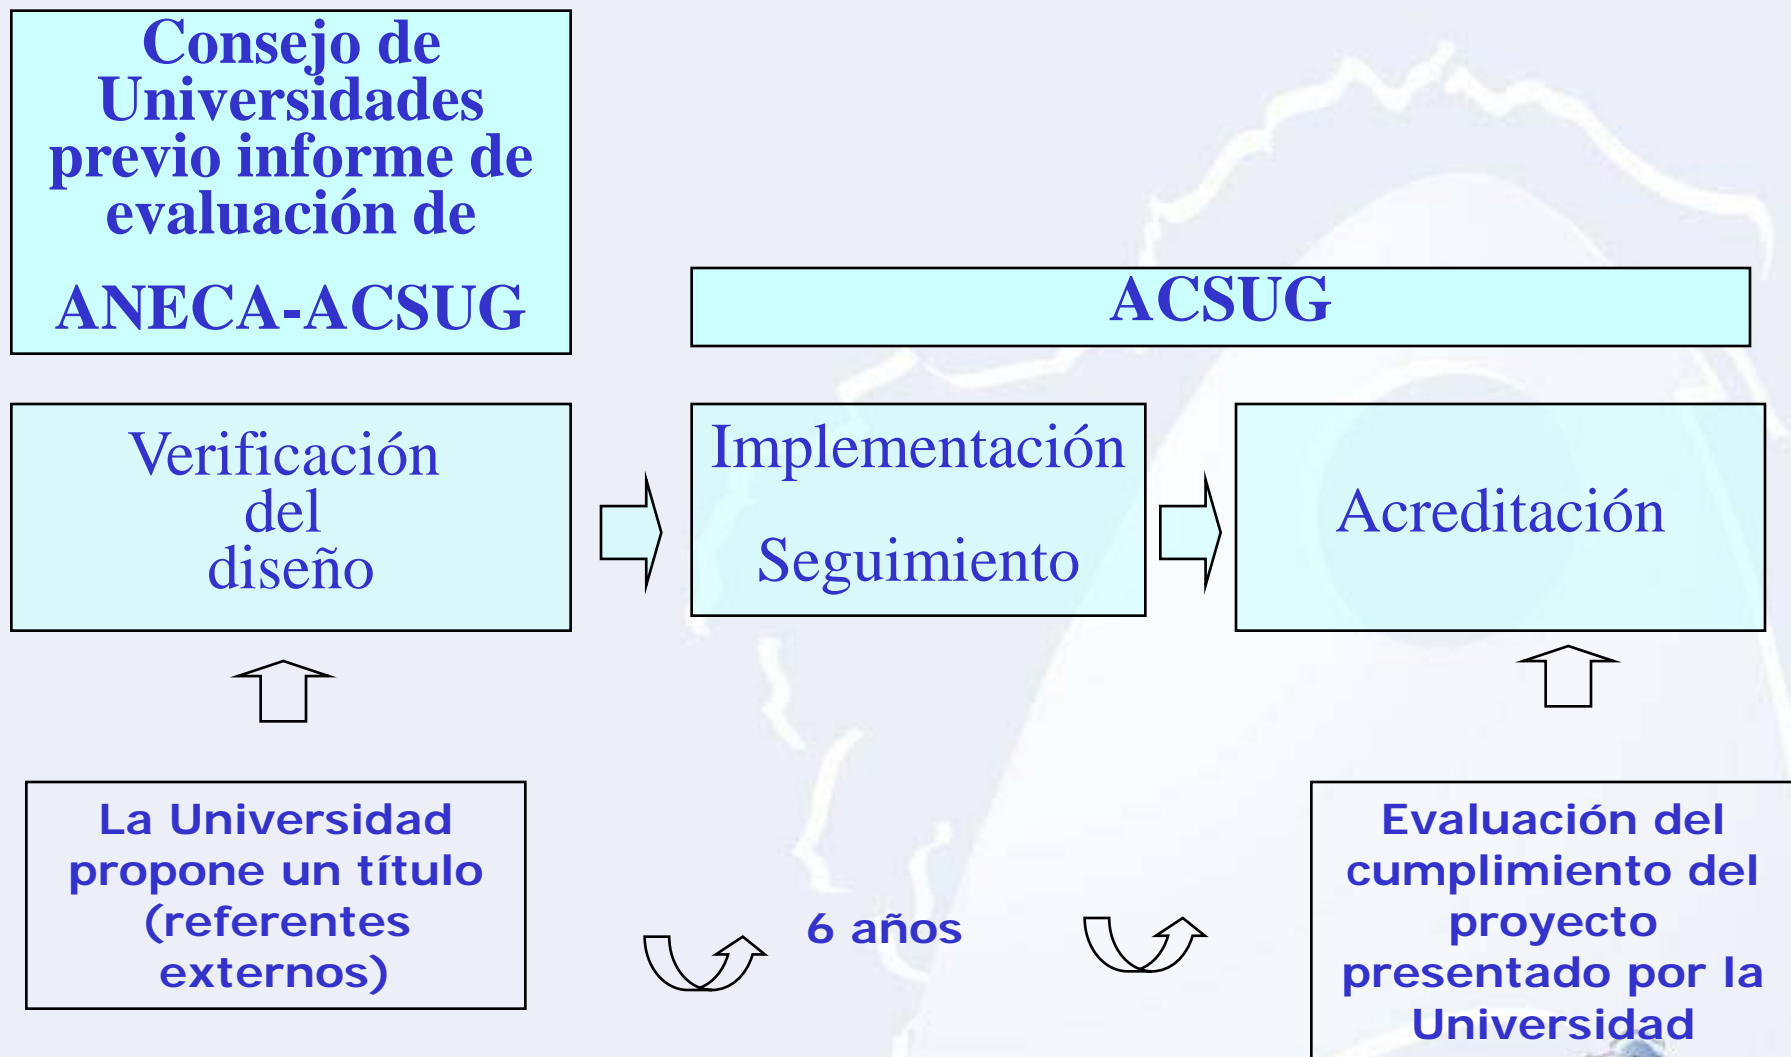 Consejo de
Universidades
previo informe de
evaluación de
ANECA-ACSUG
ACSUG
Verificación
del
diseño
Implementación
Seguimiento
Acreditación
La Universidad
propone un título
(referentes
externos)
6 años
Evaluación del
cumplimiento del
proyecto
presentado por la
Universidad